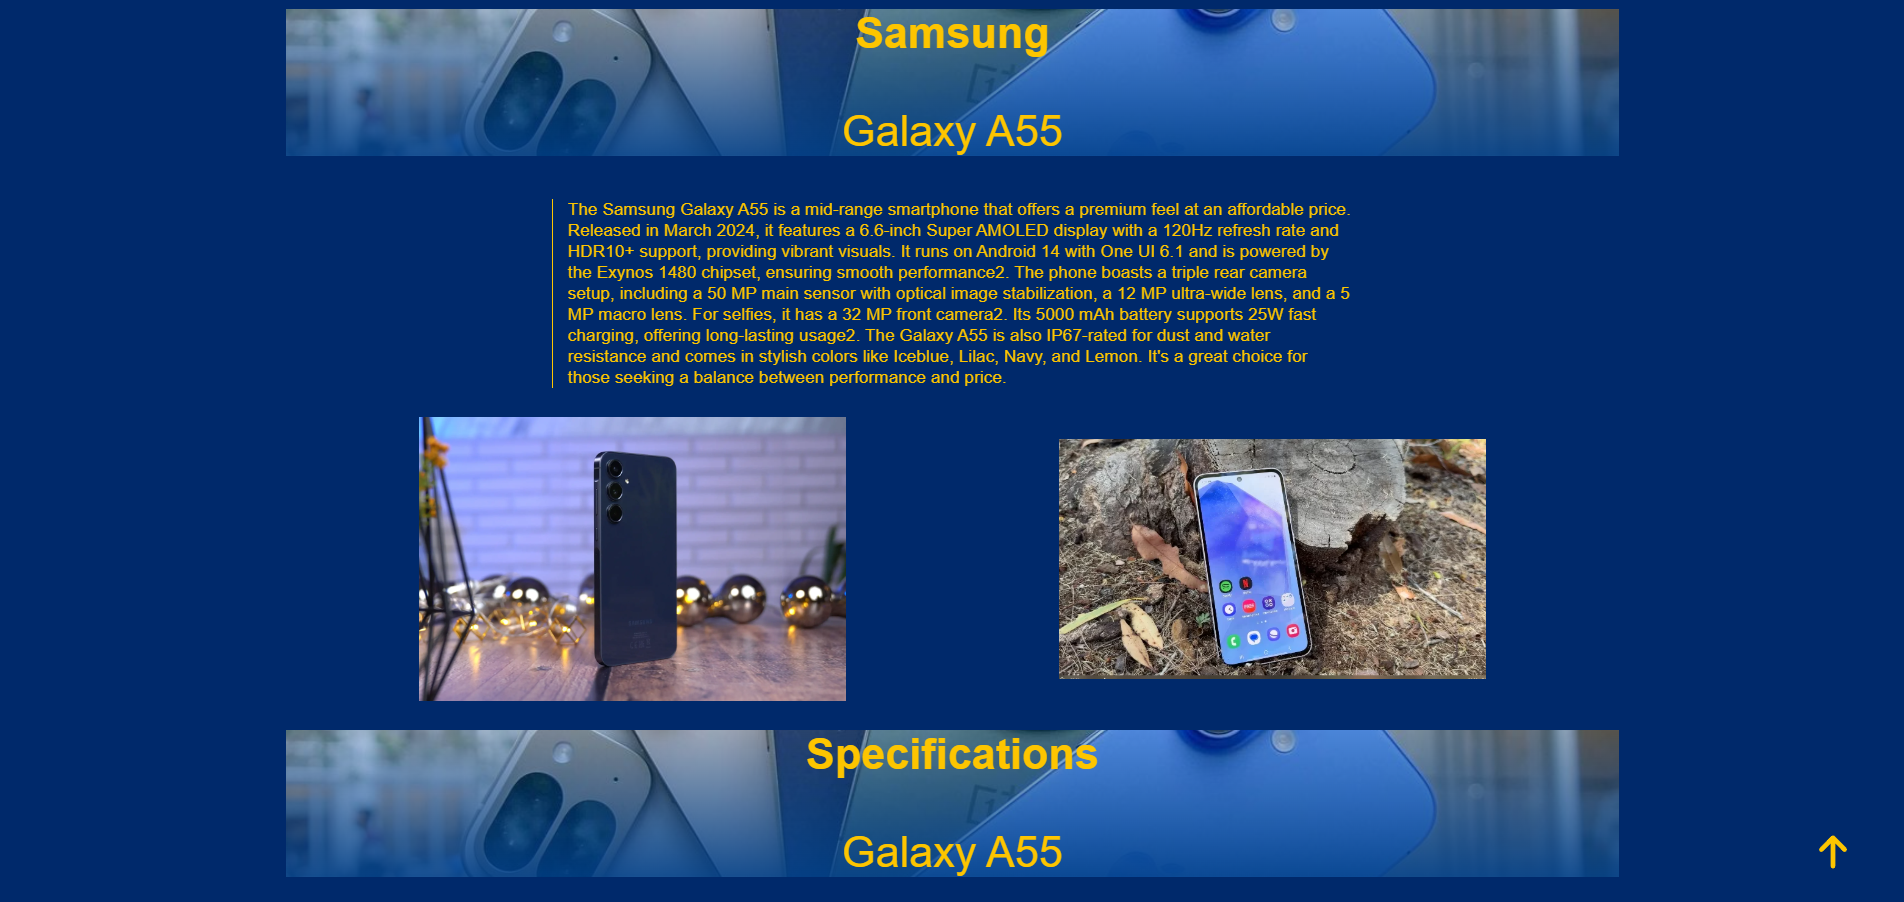 Samsung
Galaxy A55
The Samsung Galaxy A55 is a mid-range smartphone that offers a premium feel at an affordable price.
Released in March 2024, it features a 6.6-inch Super AMOLED display with a 120Hz refresh rate and
HDR10+ support, providing vibrant visuals. It runs on Android 14 with One UI 6.1 and is powered by
the Exynos 1480 chipset, ensuring smooth performance2. The phone boasts a triple rear camera
setup, including a 50 MP main sensor with optical image stabilization, a 12 MP ultra-wide lens, and a 5
MP macro lens. For selfies, it has a 32 MP front camera2. Its 5000 mAh battery supports 25W fast
charging, offering long-lasting usage2. The Galaxy A55 is also IP67-rated for dust and water
resistance and comes in stylish colors like Iceblue, Lilac, Navy, and Lemon. It's a great choice for
those seeking a balance between performance and price.
Specifications
Galaxy A55